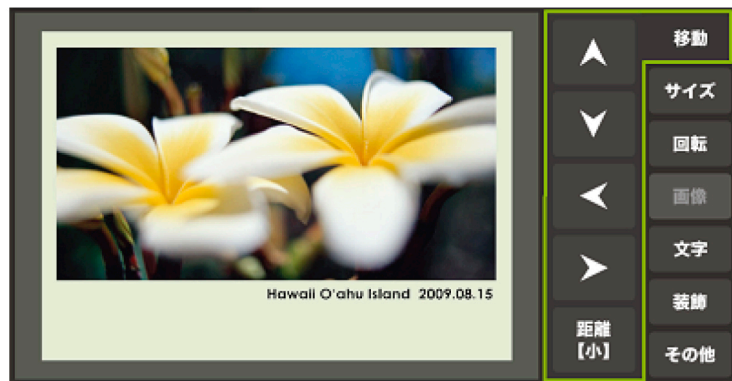 移動
サイズ
回転
画像
文字
装飾
その他
距離
【小】
Hawaii O'ahu Island 2009.08.15